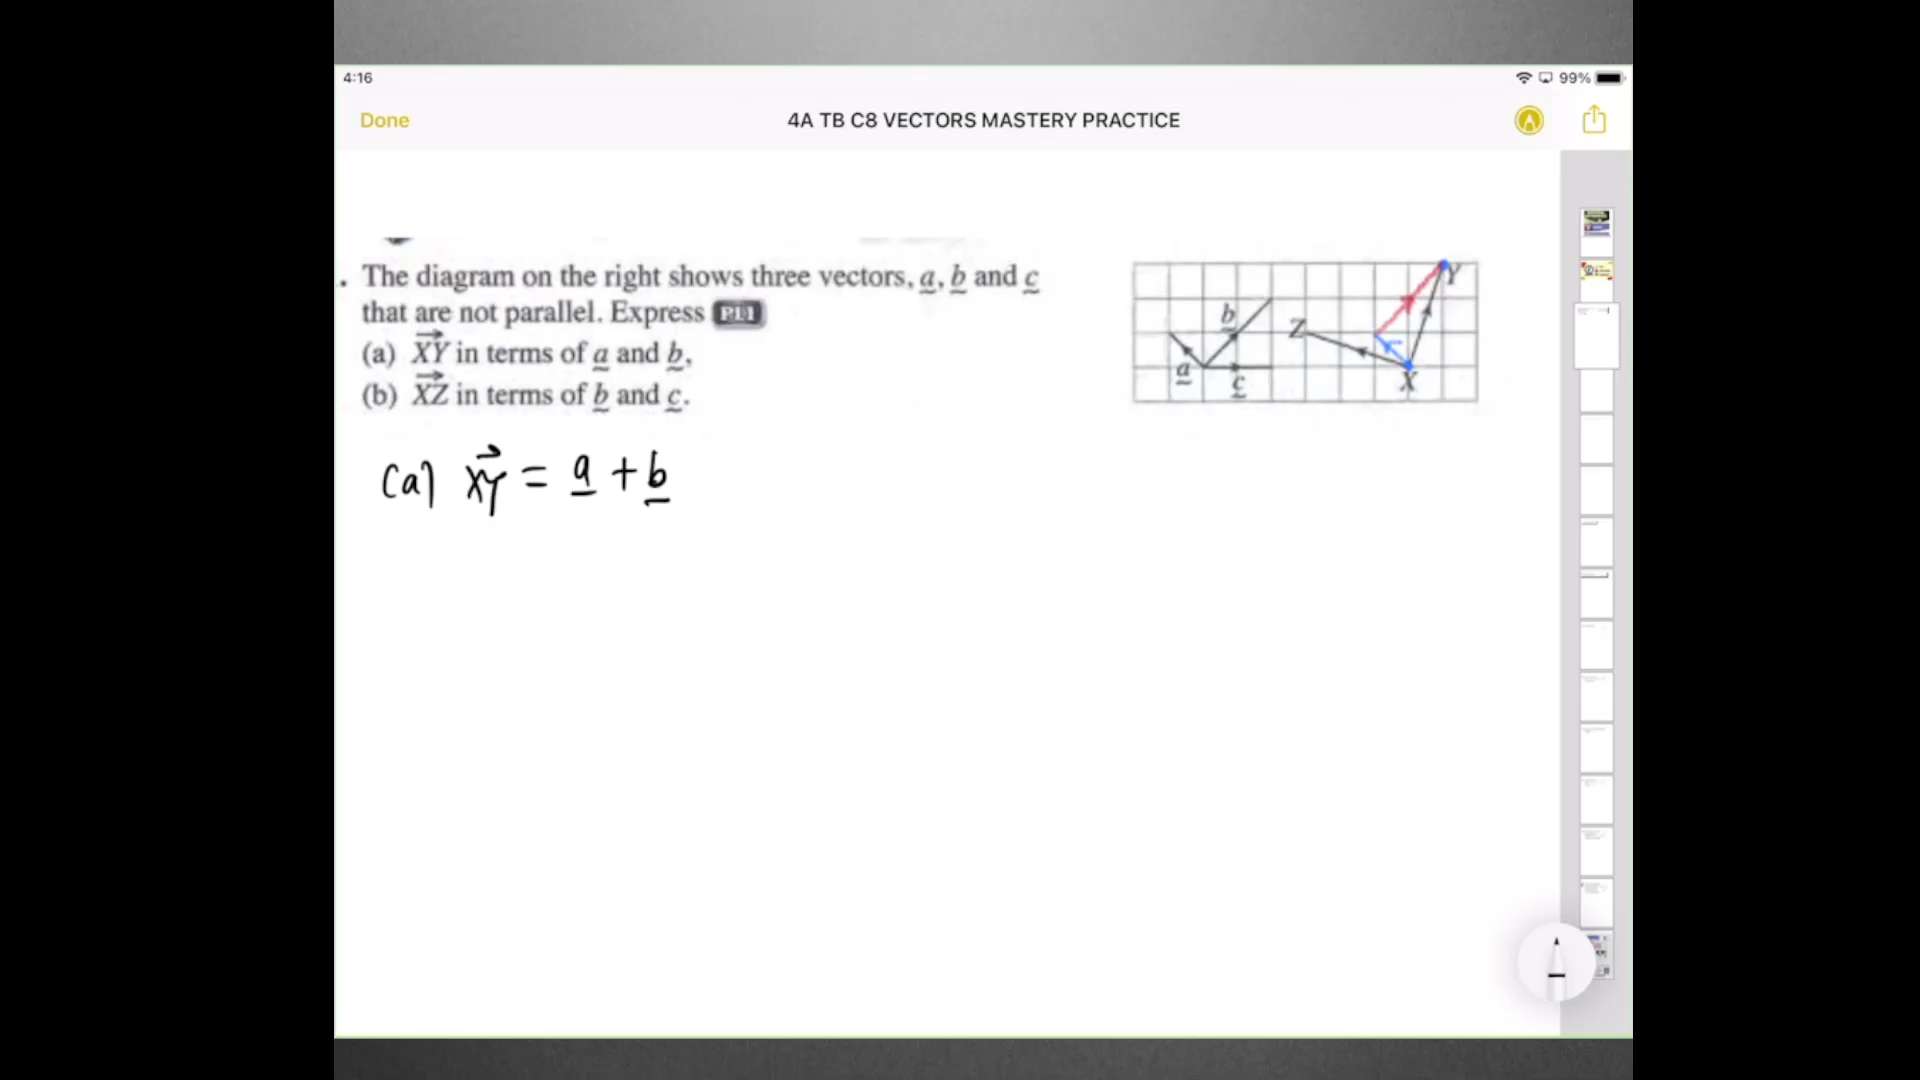 4:16
99%
Done
4A TB C8 VECTORS MASTERY PRACTICE
. The diagram on the right shows three vectors, a, b and c
that are not parallel. Express PL1
(a) XY in terms of a and b,
(b) XZ in terms of b and c.
b
Z
Y
a
c
X
(a) XY = a + b